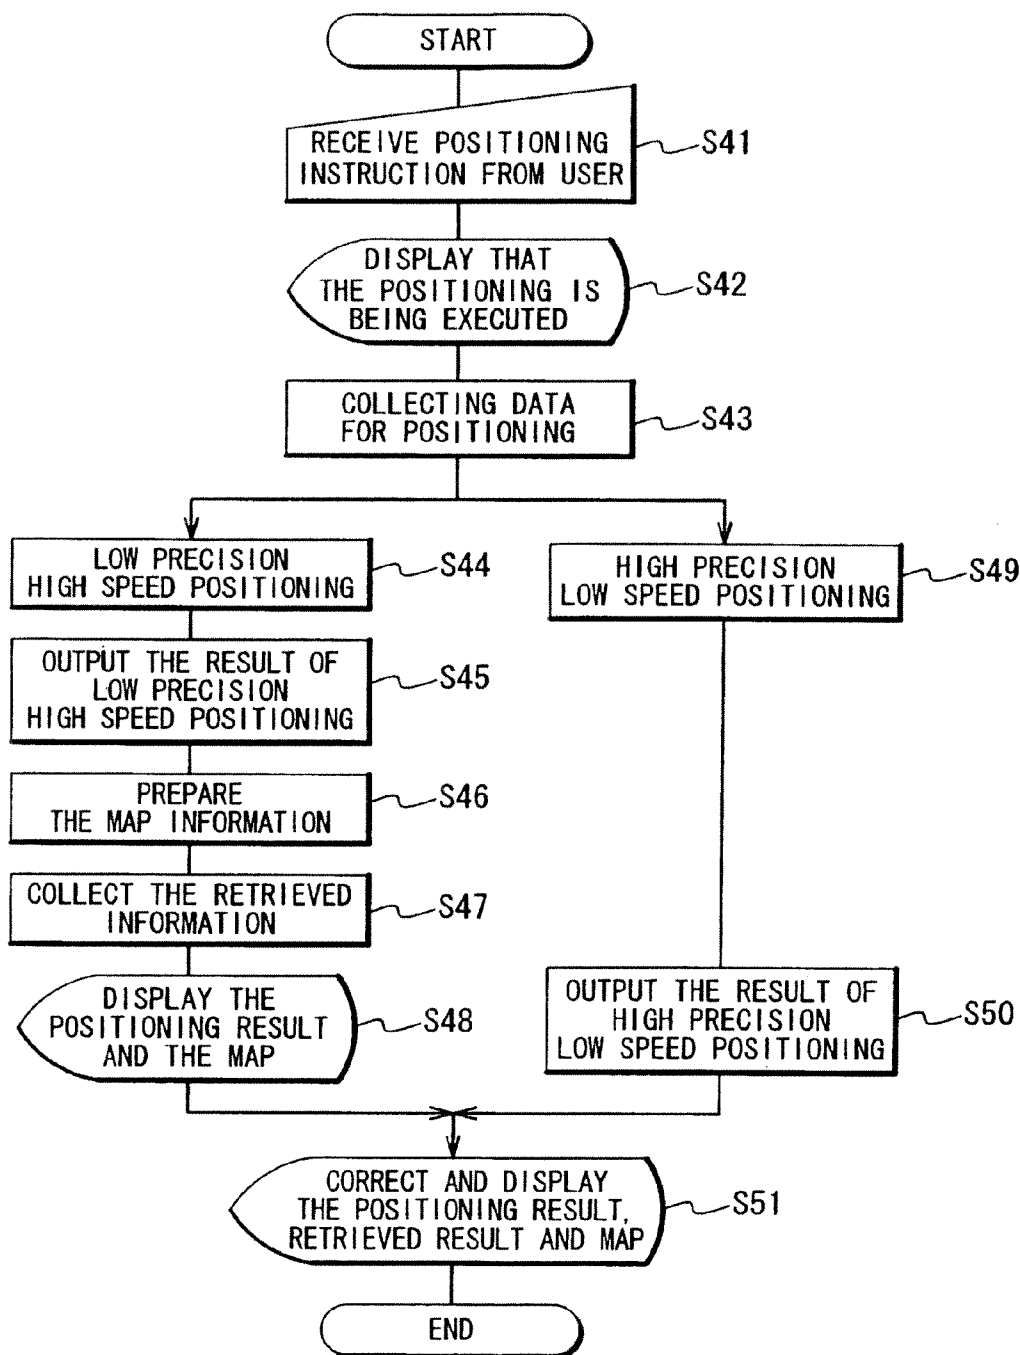 START
RECEIVE POSITIONING
INSTRUCTION FROM USER
S41
DISPLAY THAT
THE POSITIONING IS
BEING EXECUTED
S42
COLLECTING DATA
FOR POSITIONING
S43
LOW PRECISION
HIGH SPEED POSITIONING
S44
OUTPUT THE RESULT OF
LOW PRECISION
HIGH SPEED POSITIONING
S45
PREPARE
THE MAP INFORMATION
S46
COLLECT THE RETRIEVED
INFORMATION
S47
DISPLAY THE
POSITIONING RESULT
AND THE MAP
S48
HIGH PRECISION
LOW SPEED POSITIONING
S49
OUTPUT THE RESULT OF
HIGH PRECISION
LOW SPEED POSITIONING
S50
CORRECT AND DISPLAY
THE POSITIONING RESULT,
RETRIEVED RESULT AND MAP
S51
END